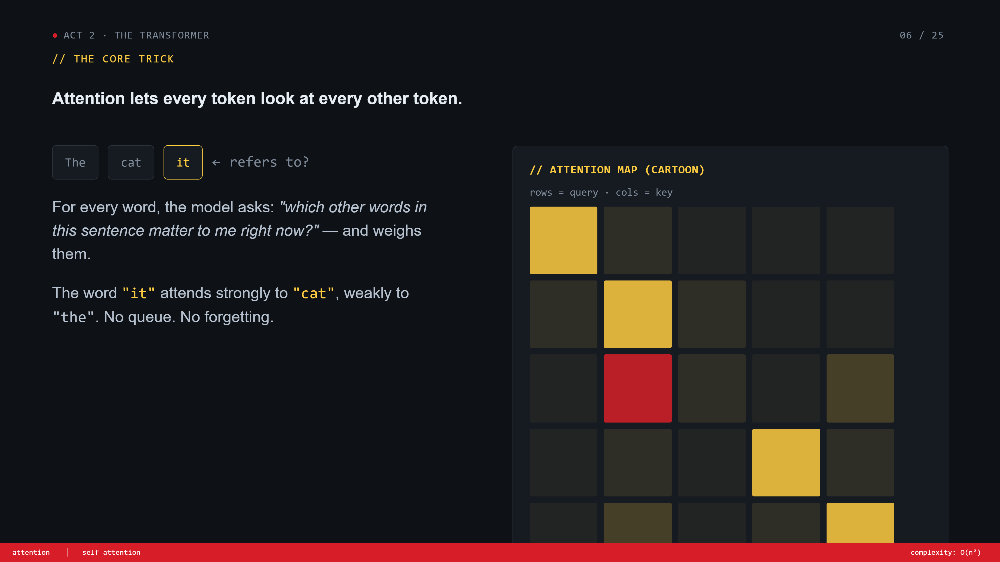 ACT 2 · THE TRANSFORMER
06 / 25
// THE CORE TRICK
Attention lets every token look at every other token.
The cat it ← refers to?
For every word, the model asks: "which other words in
this sentence matter to me right now?" — and weighs
them.
The word "it" attends strongly to "cat", weakly to
"the". No queue. No forgetting.
// ATTENTION MAP (CARTOON)
rows = query · cols = key
attention | self-attention
complexity: O(n²)